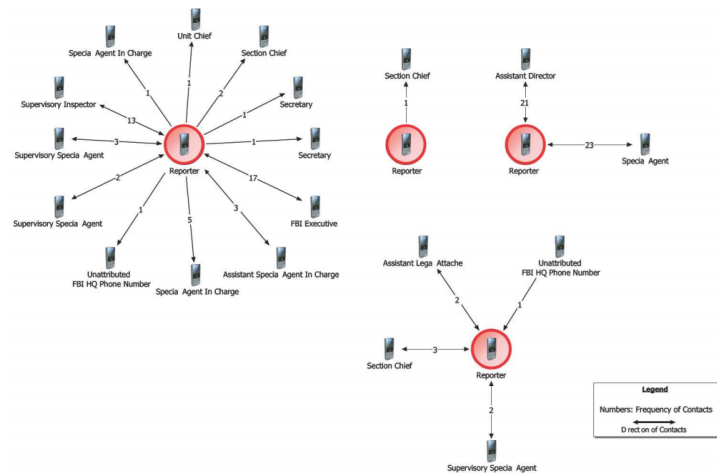 Unit Chief
Special Agent In Charge
Section Chief
1
1
2
Supervisory Inspector
Secretary
13
1
Supervisory Specia Agent
3
1
Secretary
Reporter
2
17
Supervisory Specia Agent
1
5
3
FBI Executive
Unattributed
FBI HQ Phone Number
Specia Agent In Charge
Assistant Specia Agent In Charge
Section Chief
1
Reporter
Assistant Director
21
Reporter
23
Specia Agent
Assistant Lega Attache
Unattributed
FBI HQ Phone Number
2
1
Section Chief
3
Reporter
2
Supervisory Specia Agent
Legend
Numbers: Frequency of Contacts
D rect on of Contacts